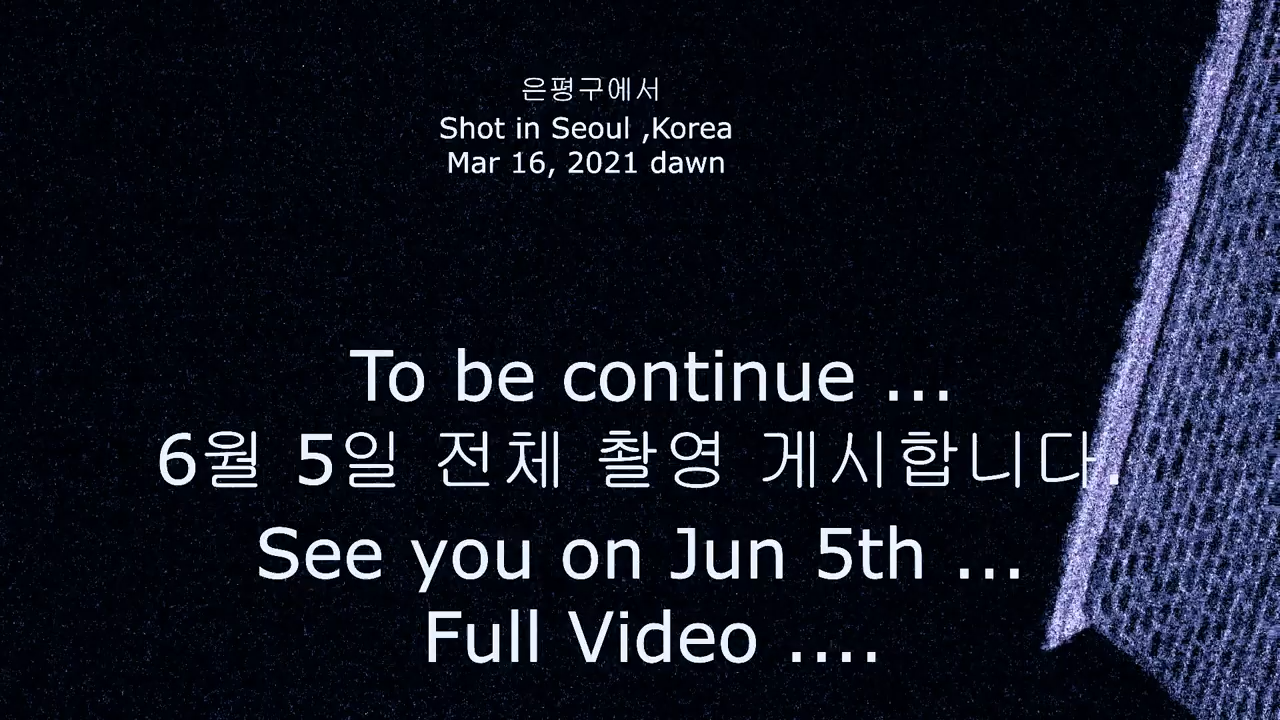 은평구에서
Shot in Seoul ,Korea
Mar 16, 2021 dawn
To be continue ...
6월 5일 전체 촬영 게시합니다.
See you on Jun 5th ...
Full Video ....